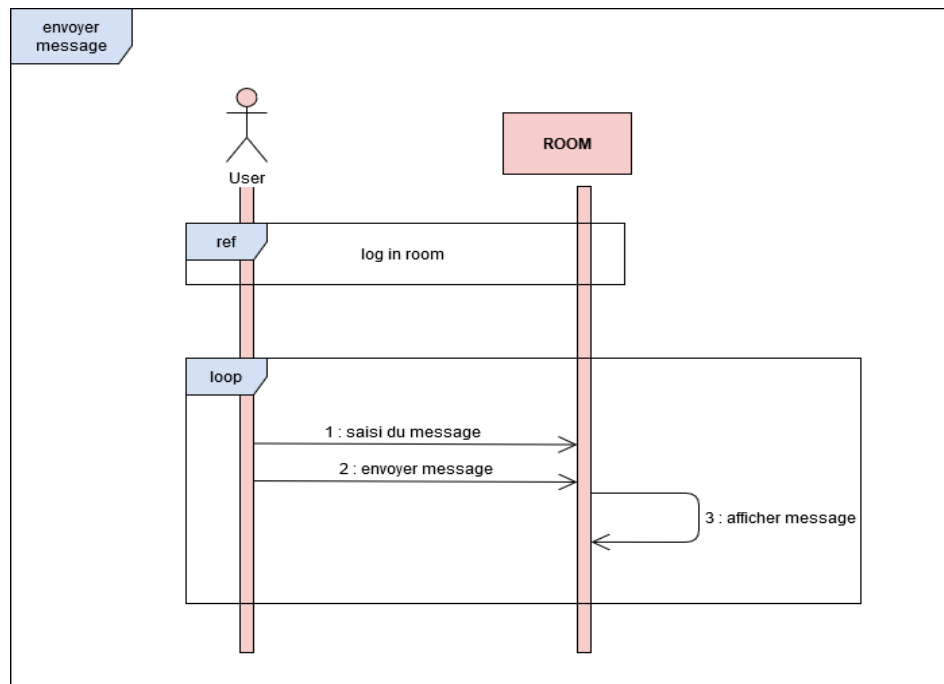 envoyer
message
User
ROOM
ref
log in room
loop
1 : saisi du message
2 : envoyer message
3 : afficher message